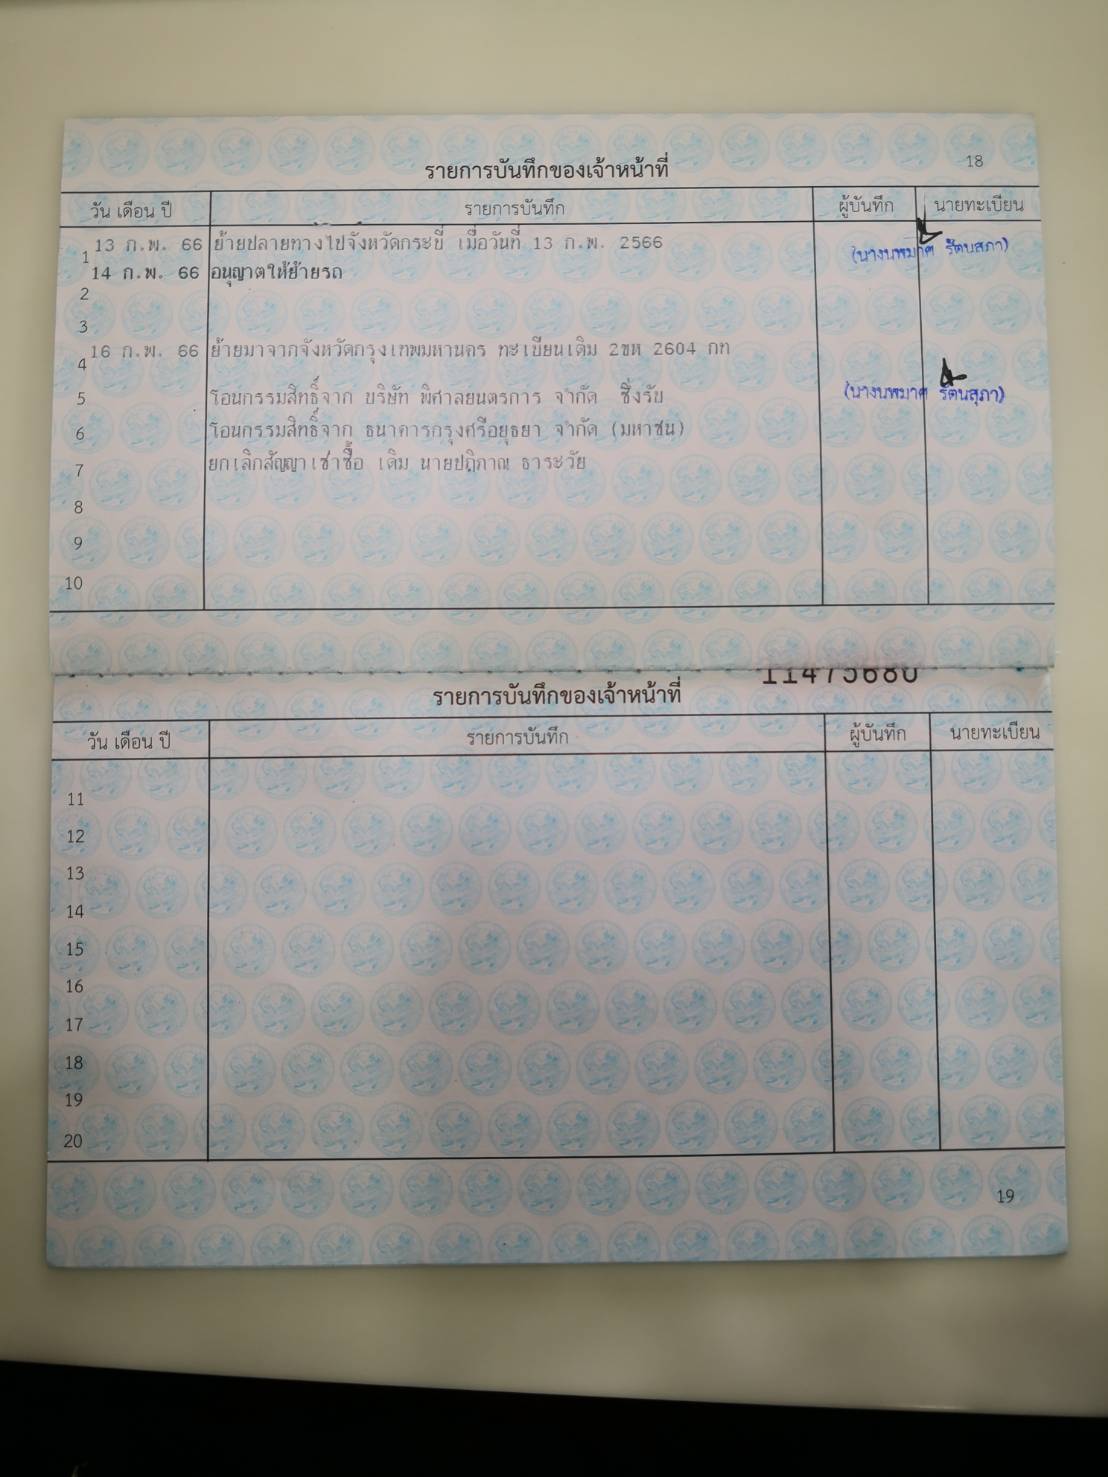 18
รายการบันทึกของเจ้าหน้าที่
วัน เดือน ปี รายการบันทึก ผู้บันทึก นายทะเบียน
1 13 ก.พ. 66 ย้ายปลายทางไปจังหวัดกระบี่ เมื่อวันที่ 13 ก.พ. 2566
14 ก.พ. 66 อนุญาตให้ย้ายรถ
2
3
4 16 ก.พ. 66 ย้ายมาจากจังหวัดกรุงเทพมหานคร ทะเบียนเดิม 2ขห 2604 กท
5 โอนกรรมสิทธิ์จาก บริษัท พิศาลยนตรการ จำกัด ซึ่งรับ
6 โอนกรรมสิทธิ์จาก ธนาคารกรุงศรีอยุธยา จำกัด (มหาชน)
7 ยกเลิกสัญญาเช่าซื้อ เดิม นายปฏิภาณ ธาระวัย
8
9
10
11475680
รายการบันทึกของเจ้าหน้าที่
วัน เดือน ปี รายการบันทึก ผู้บันทึก นายทะเบียน
11
12
13
14
15
16
17
18
19
20
19